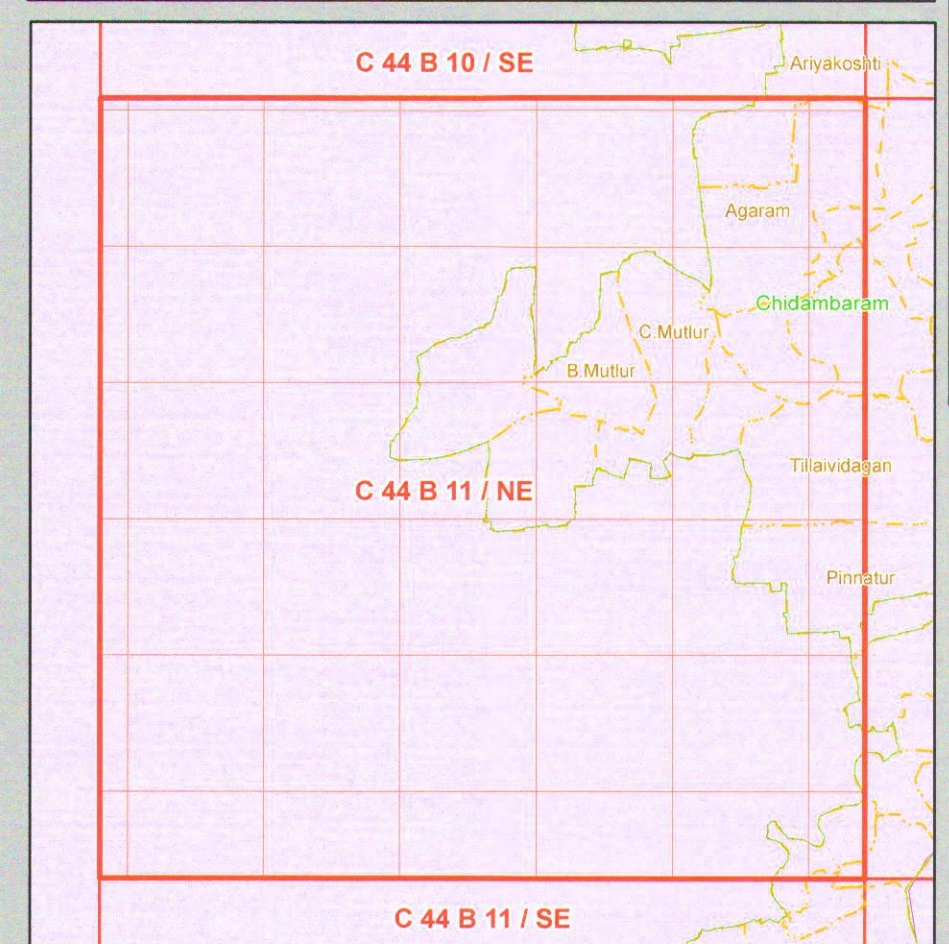 C 44 B 10 / SE
Ariyakoshti
Agaram
Chidambaram
C.Mutlur
B.Mutlur
Tillaividagan
C 44 B 11 / NE
Pinnatur
C 44 B 11 / SE